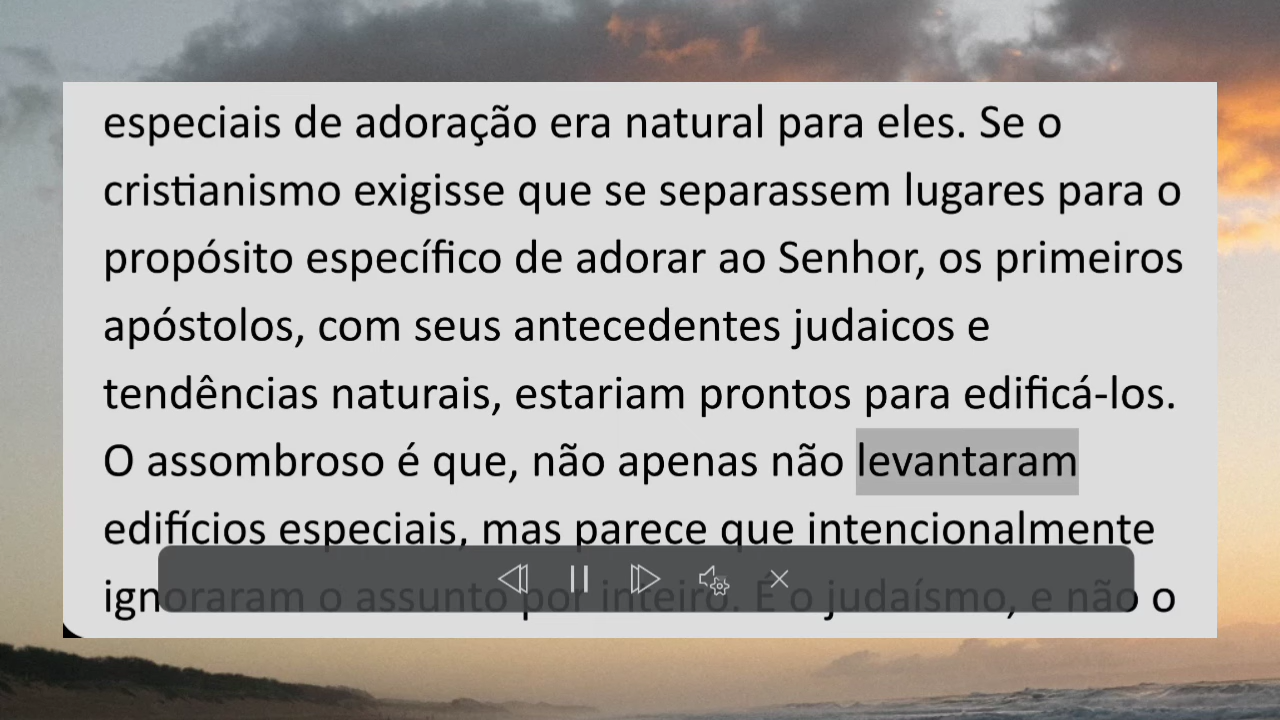 especiais de adoração era natural para eles. Se o
cristianismo exigisse que se separassem lugares para o
propósito específico de adorar ao Senhor, os primeiros
apóstolos, com seus antecedentes judaicos e
tendências naturais, estariam prontos para edificá-los.
O assombroso é que, não apenas não levantaram
edifícios especiais, mas parece que intencionalmente
ignoraram o assunto por inteiro. É o judaísmo, e não o